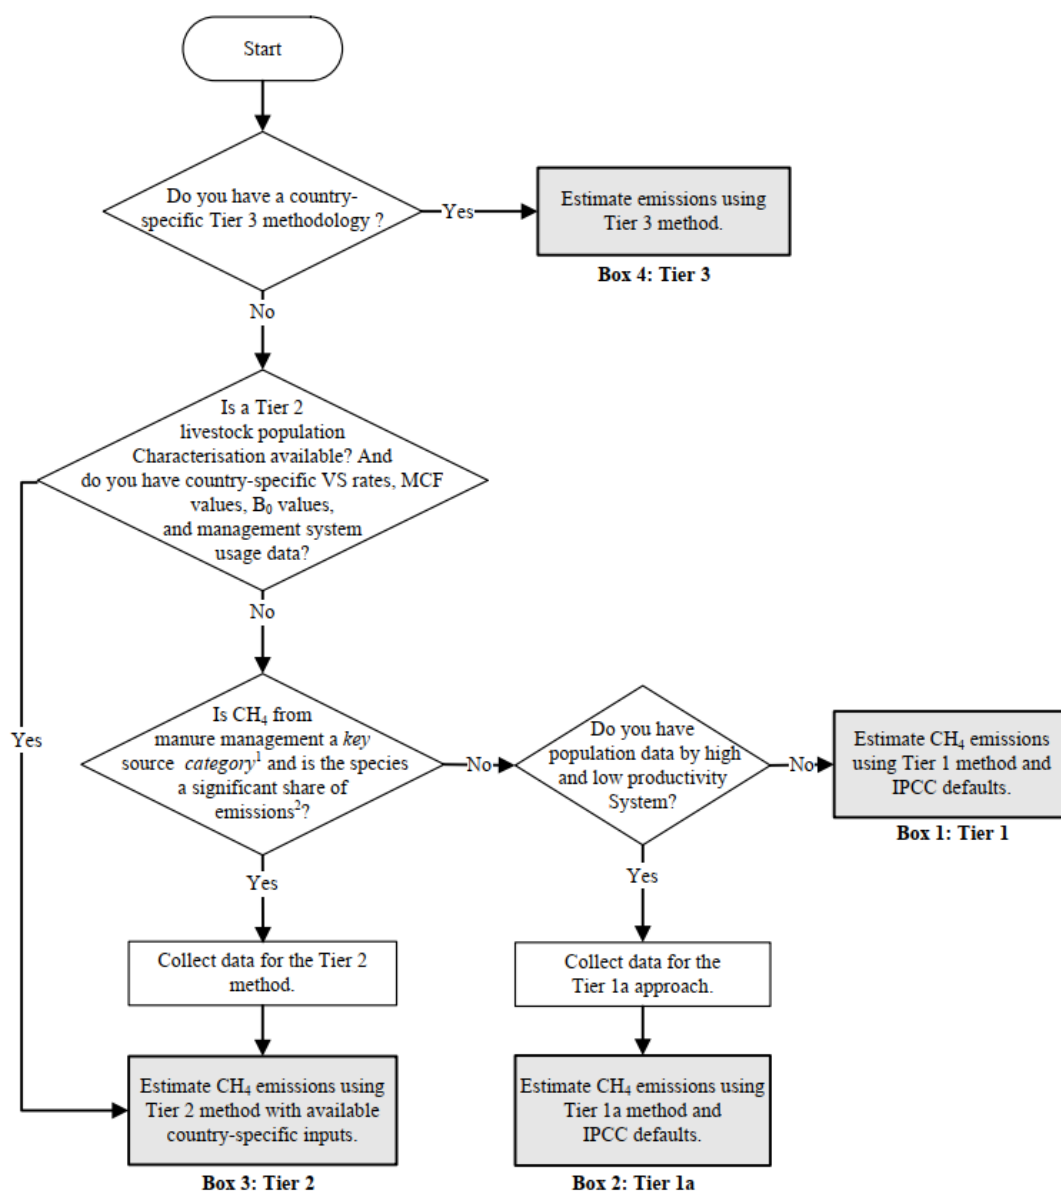 Start
Do you have a country-
specific Tier 3 methodology ?
Yes
Estimate emissions using
Tier 3 method.
Box 4: Tier 3
No
Is a Tier 2
livestock population
Characterisation available? And
do you have country-specific VS rates, MCF
values, B₀ values,
and management system
usage data?
No
Yes
Is CH₄ from
manure management a key
source category¹ and is the species
a significant share of
emissions²?
No
Do you have
population data by high
and low productivity
System?
No
Estimate CH₄ emissions
using Tier 1 method and
IPCC defaults.
Box 1: Tier 1
Yes
Yes
Collect data for the Tier 2
method.
Collect data for the
Tier 1a approach.
Estimate CH₄ emissions using
Tier 2 method with available
country-specific inputs.
Box 3: Tier 2
Estimate CH₄ emissions using
Tier 1a method and
IPCC defaults.
Box 2: Tier 1a